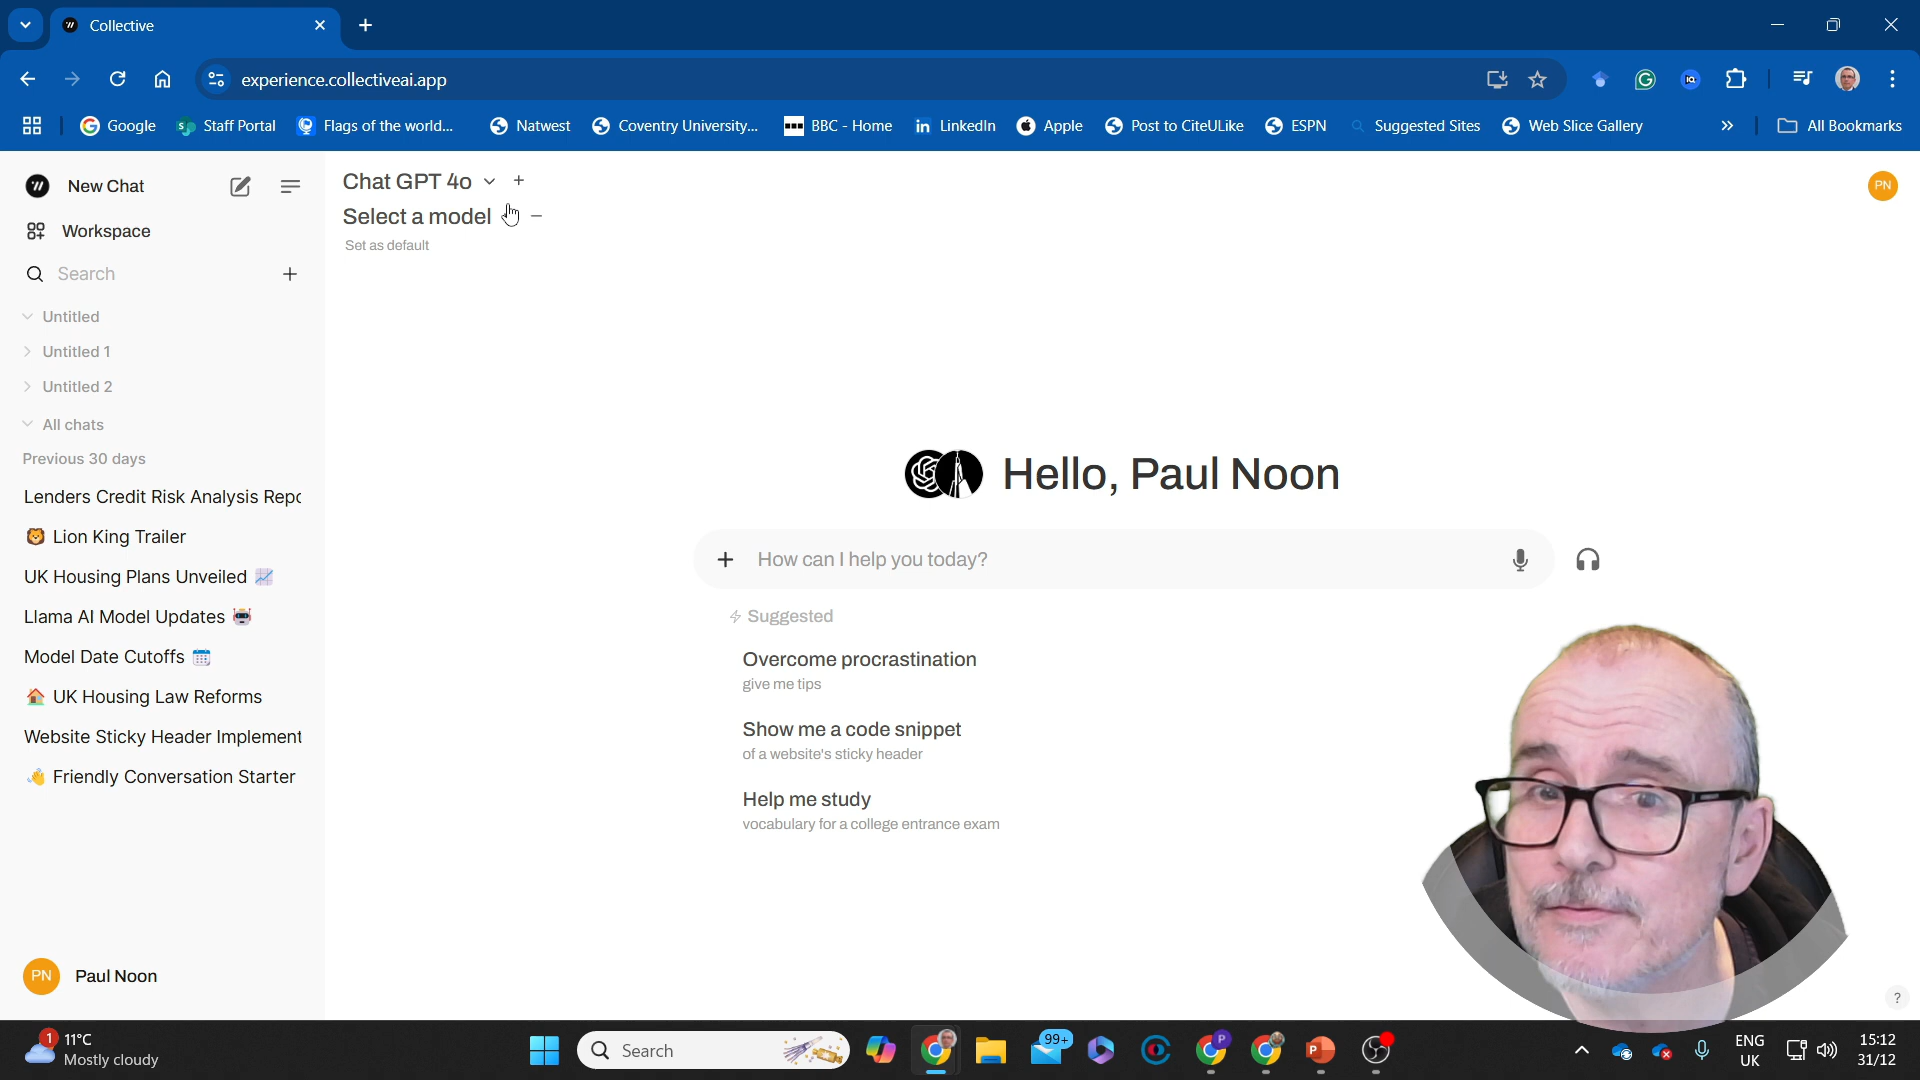 Collective
experience.collectiveai.app
Google
Staff Portal
Flags of the world...
Natwest
Coventry University...
BBC - Home
LinkedIn
Apple
Post to CiteULike
ESPN
Suggested Sites
Web Slice Gallery
All Bookmarks
New Chat
Workspace
Search
Untitled
Untitled 1
Untitled 2
All chats
Previous 30 days
Lenders Credit Risk Analysis Repo
🦁 Lion King Trailer
UK Housing Plans Unveiled 📈
Llama AI Model Updates 🤖
Model Date Cutoffs 🗓️
🏠 UK Housing Law Reforms
Website Sticky Header Implement
👋 Friendly Conversation Starter
PN Paul Noon
Chat GPT 4o
Select a model
Set as default
PN
Hello, Paul Noon
How can I help you today?
Suggested
Overcome procrastination
give me tips
Show me a code snippet
of a website's sticky header
Help me study
vocabulary for a college entrance exam
?
1
11°C
Mostly cloudy
Search
99+
P
P
ENG
UK
15:12
31/12